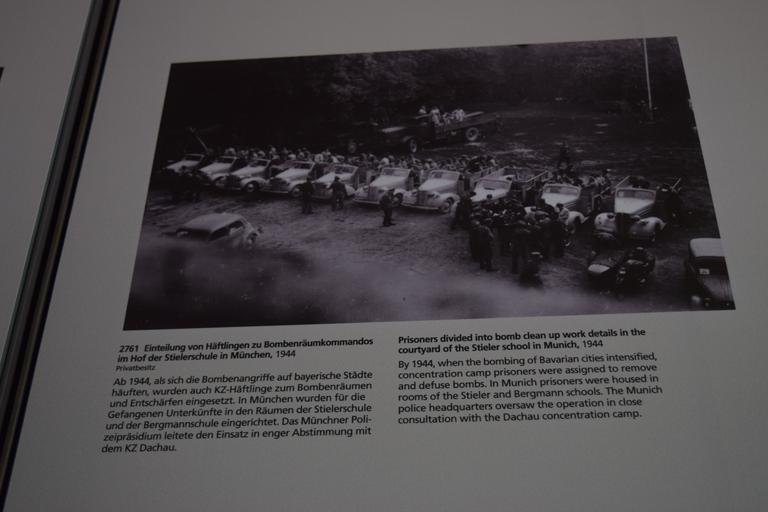 2761 Einteilung von Häftlingen zu Bombenräumkommandos
im Hof der Stielerschule in München, 1944
Privatbesitz
Ab 1944, als sich die Bombenangriffe auf bayerische Städte
häuften, wurden auch KZ-Häftlinge zum Bombenräumen
und Entschärfen eingesetzt. In München wurden für die
Gefangenen Unterkünfte in den Räumen der Stielerschule
und der Bergmannschule eingerichtet. Das Münchner Poli-
zeipräsidium leitete den Einsatz in enger Abstimmung mit
dem KZ Dachau.
Prisoners divided into bomb clean up work details in the
courtyard of the Stieler school in Munich, 1944
By 1944, when the bombing of Bavarian cities intensified,
concentration camp prisoners were assigned to remove
and defuse bombs. In Munich prisoners were housed in
rooms of the Stieler and Bergmann schools. The Munich
police headquarters oversaw the operation in close
consultation with the Dachau concentration camp.